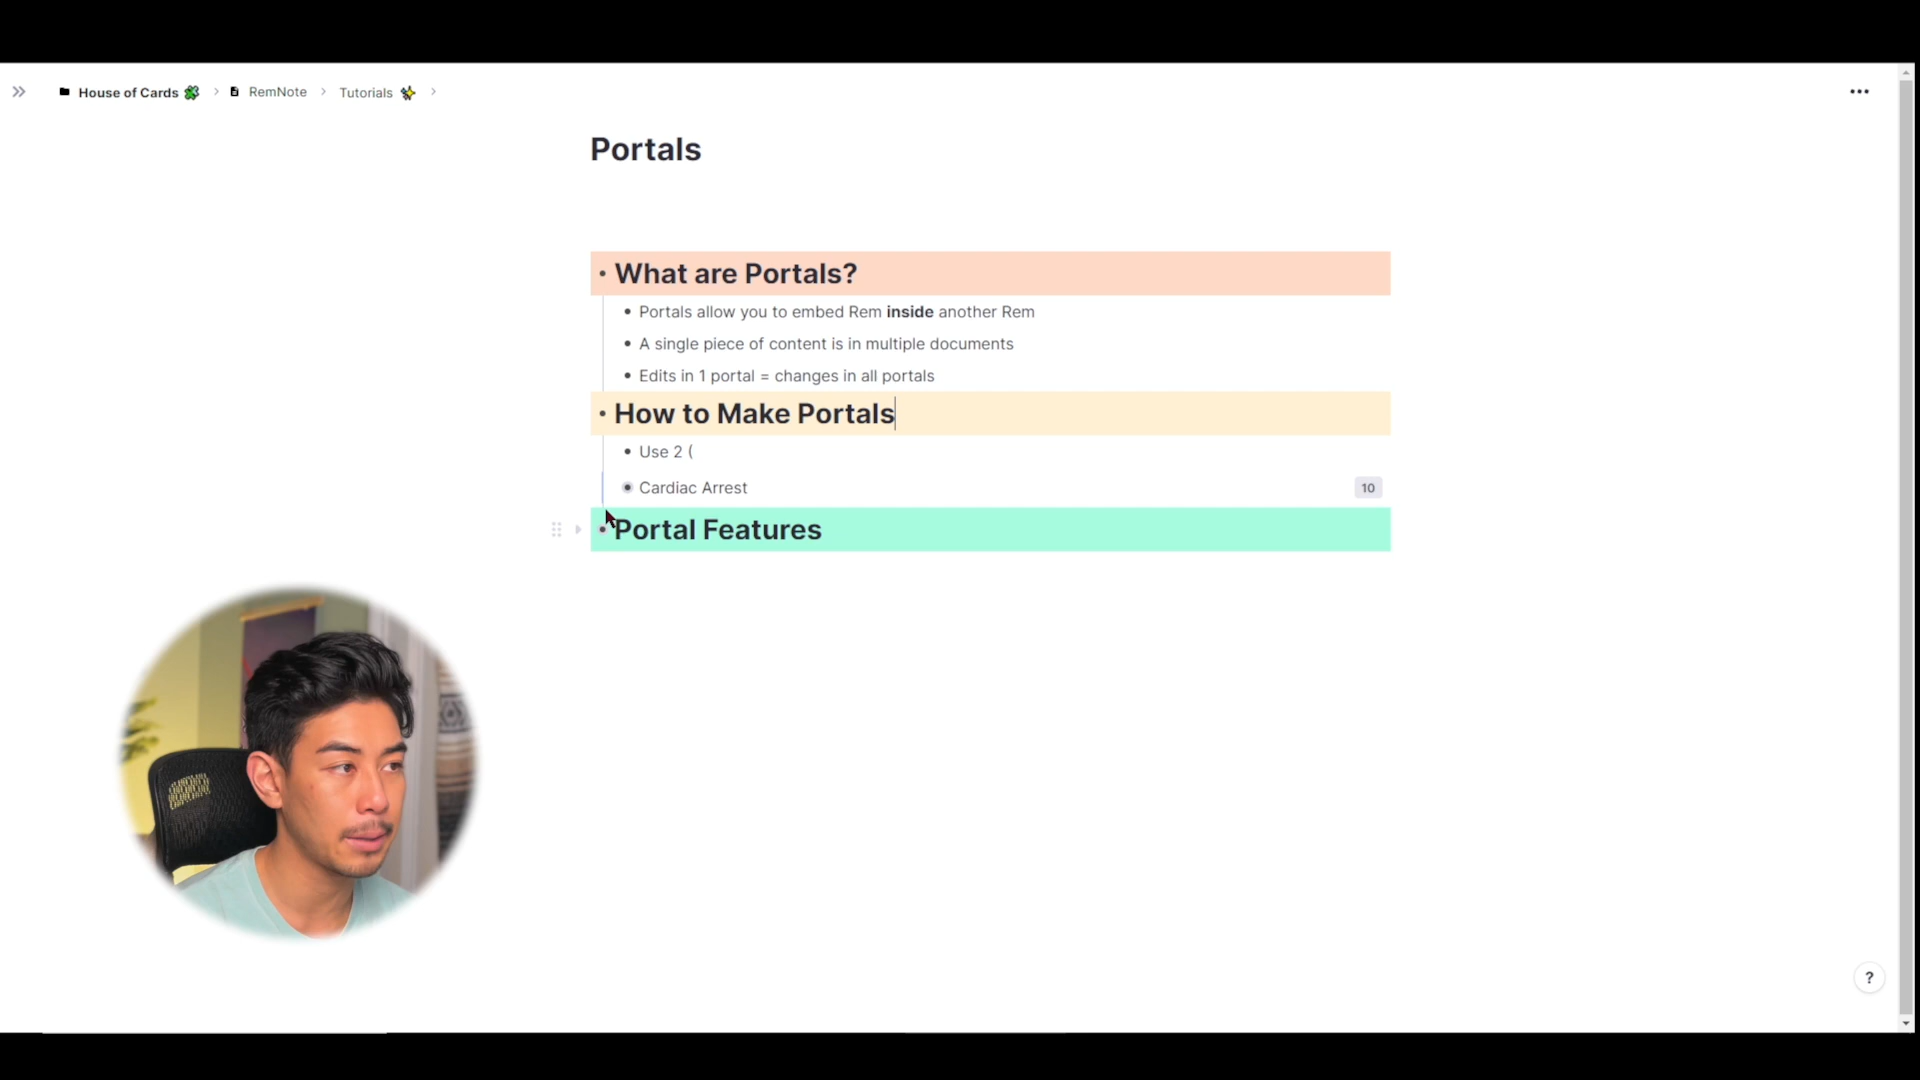 House of Cards > RemNote > Tutorials >
Portals
What are Portals?
Portals allow you to embed Rem inside another Rem
A single piece of content is in multiple documents
Edits in 1 portal = changes in all portals
How to Make Portals
Use 2 (
Cardiac Arrest 10
Portal Features
?